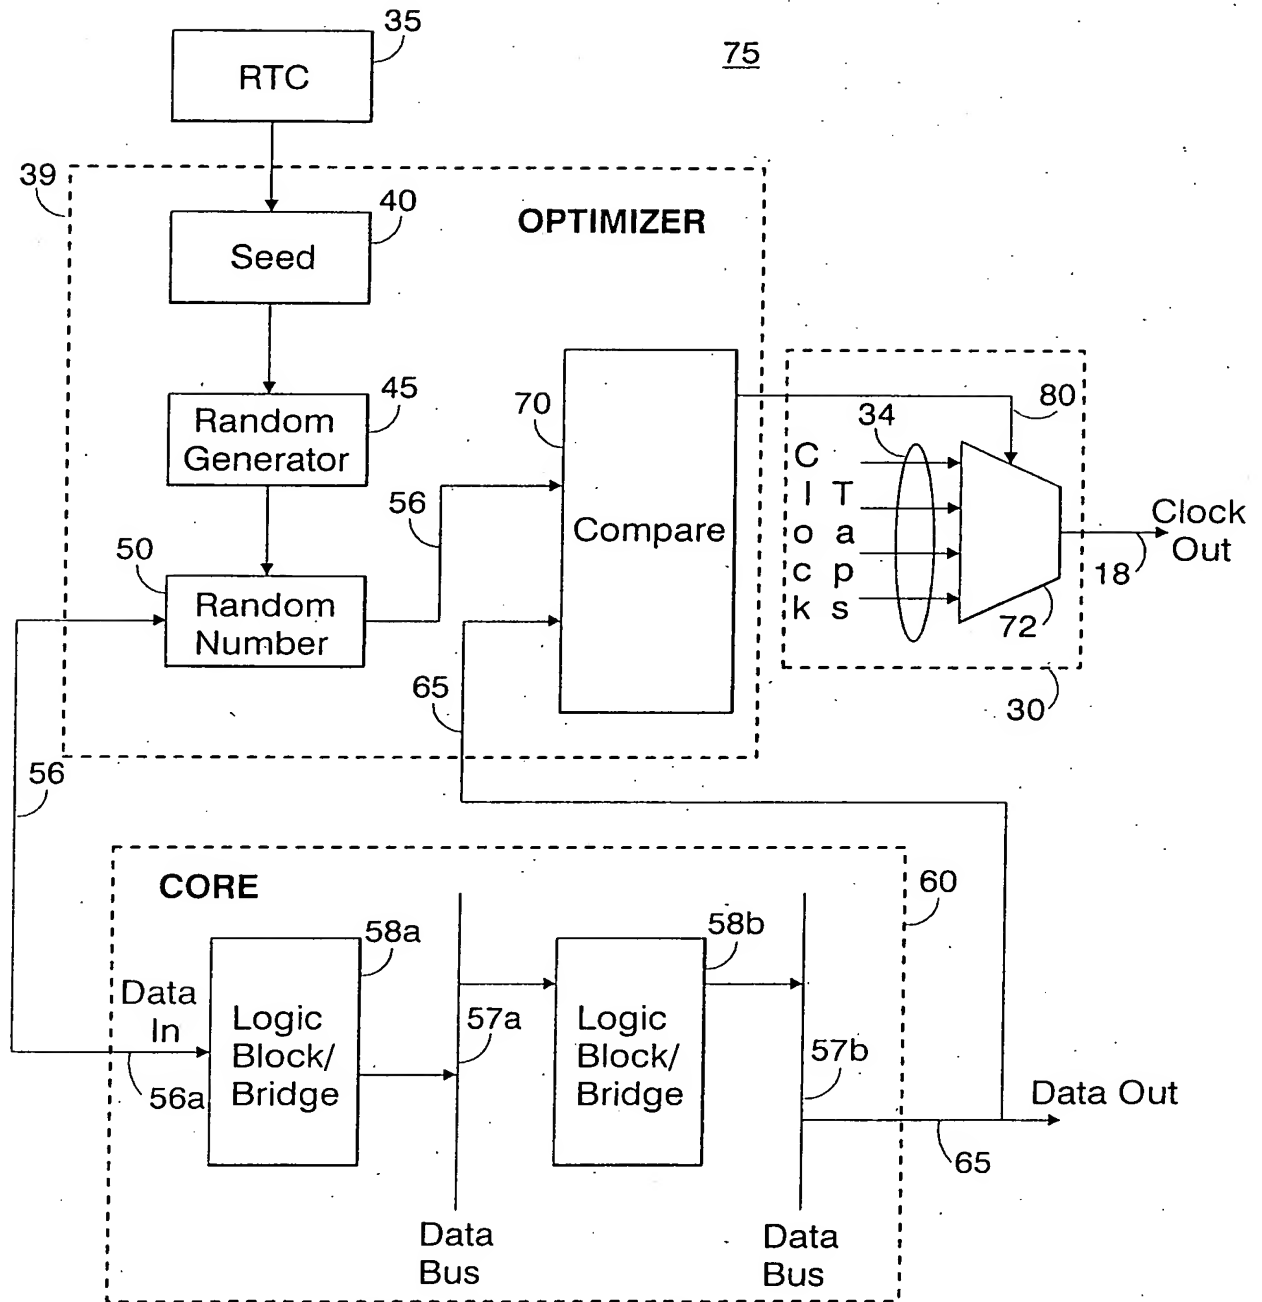 35
RTC
75
39
40
Seed
OPTIMIZER
45
Random
Generator
70
80
34
Clock
Taps
56
Compare
Clock
Out
50
Random
Number
18
72
65
30
56
CORE
60
58a
58b
Data
In
Logic
Block/
Bridge
57a
Logic
Block/
Bridge
57b
56a
Data Out
65
Data
Bus
Data
Bus